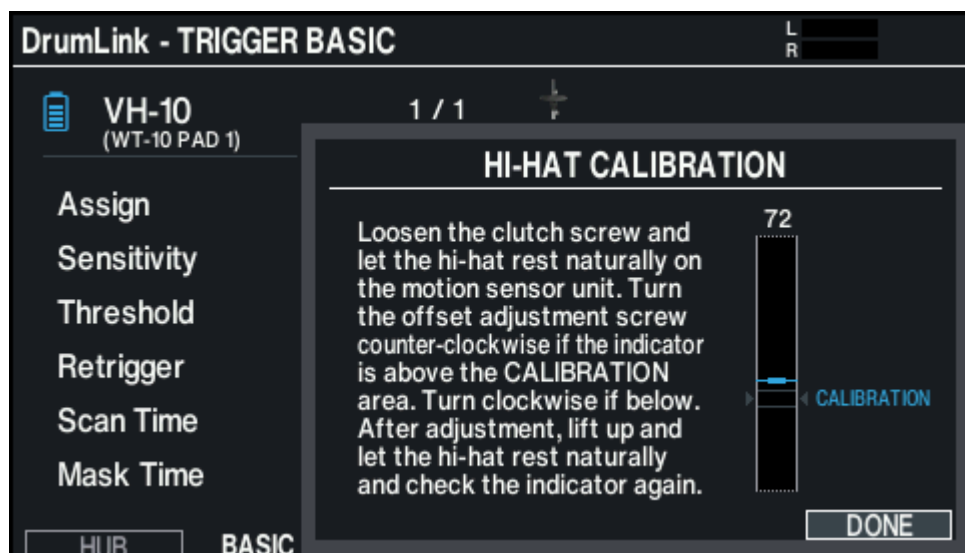 DrumLink - TRIGGER BASIC
L
R
VH-10
1 / 1
(WT-10 PAD 1)
Assign
Sensitivity
Threshold
Retrigger
Scan Time
Mask Time
HUB
BASIC
HI-HAT CALIBRATION
Loosen the clutch screw and
let the hi-hat rest naturally on
the motion sensor unit. Turn
the offset adjustment screw
counter-clockwise if the indicator
is above the CALIBRATION
area. Turn clockwise if below.
After adjustment, lift up and
let the hi-hat rest naturally
and check the indicator again.
72
CALIBRATION
DONE